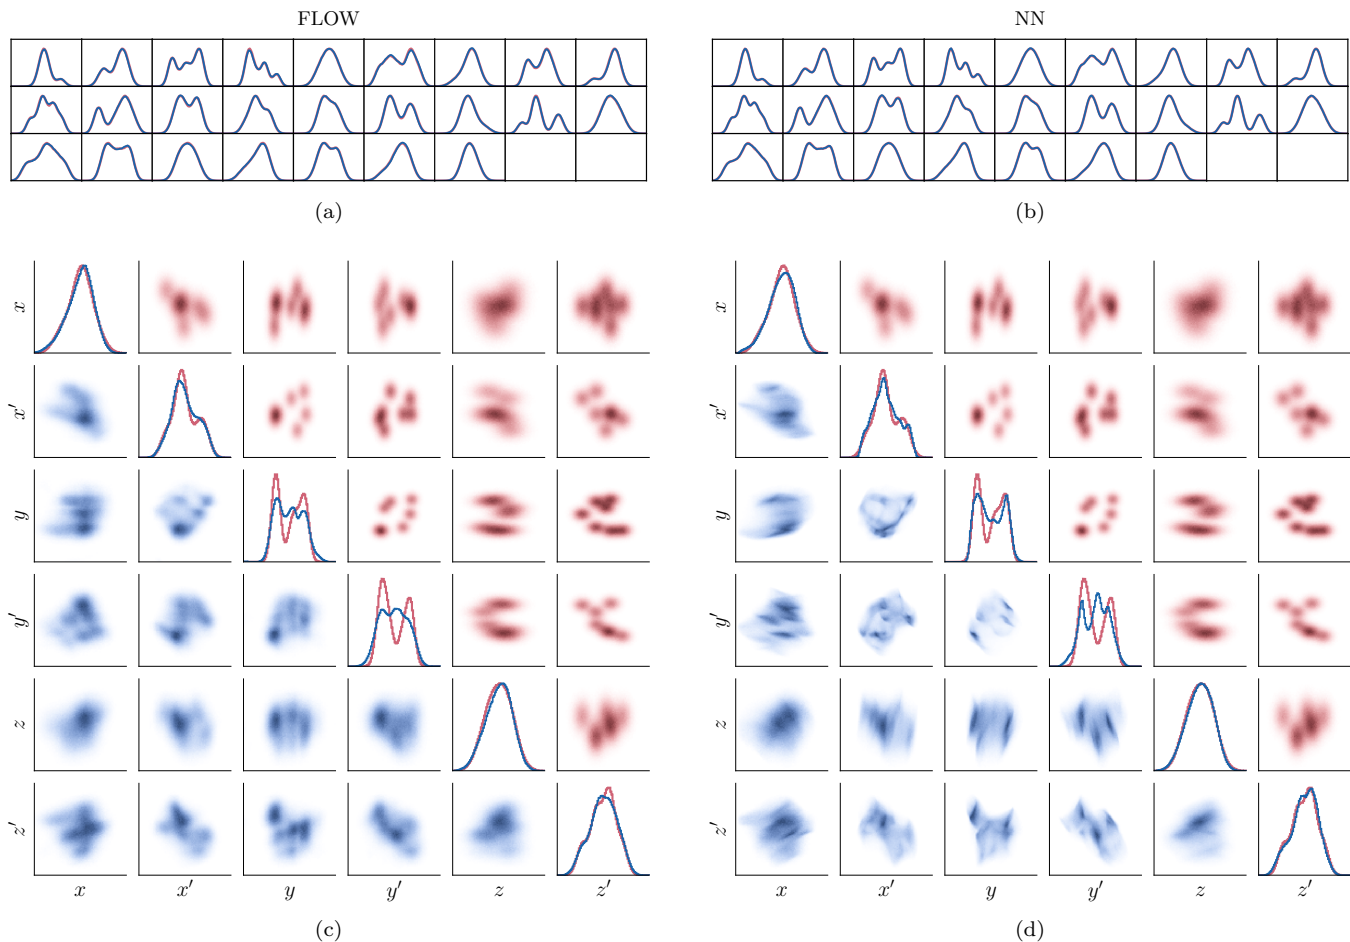 FLOW NN
(a) (b)
x x
x′ x′
y y
y′ y′
z z
z′ z′
x x′ y y′ z z′ x x′ y y′ z z′
(c) (d)